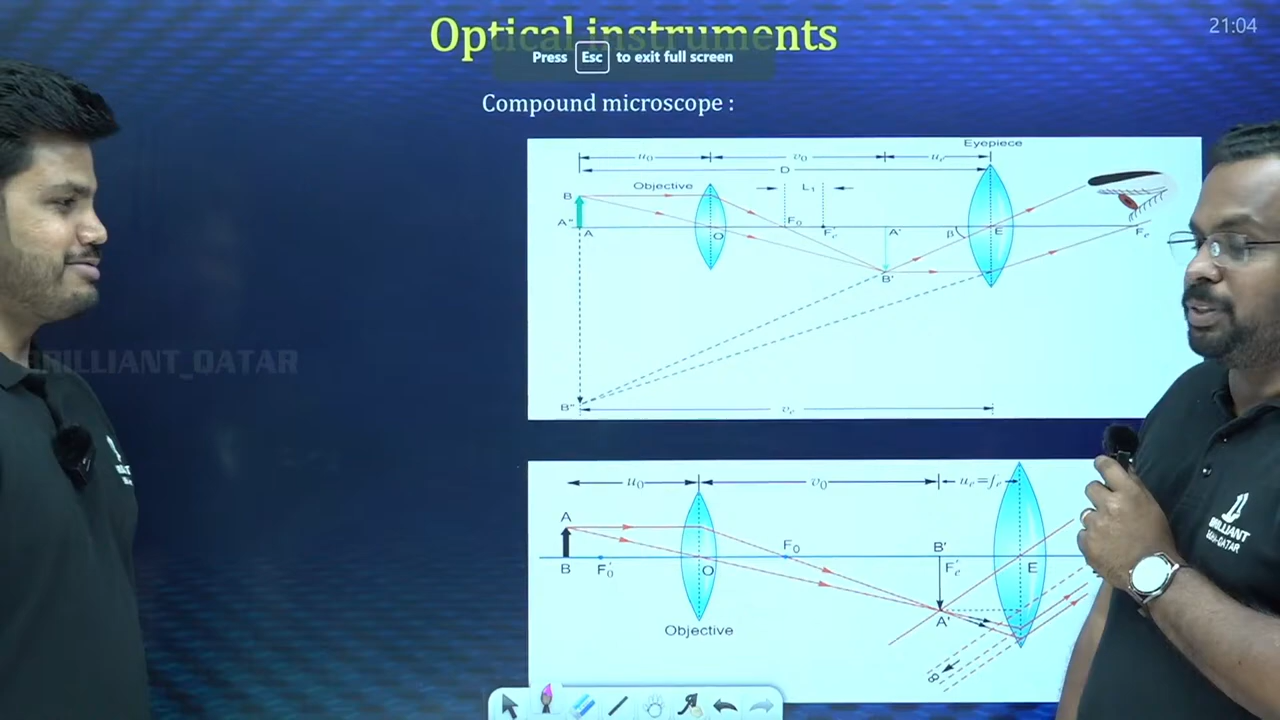 Optical instruments
21:04
Press Esc to exit full screen
Compound microscope :
Eyepiece
u₀ v₀ uₑ
D
Objective L₁
B
A" A O F₀ Fₑ' A' β E Fₑ
B'
B"
vₑ
BRILLIANT_QATAR
u₀ v₀ uₑ=fₑ
A
F₀ B'
B F₀' O Fₑ' E
A'
Objective
∞
BRILLIANT
QATAR